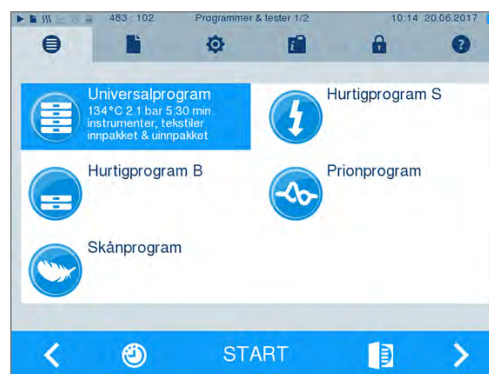 483 : 102 Programmer & tester 1/2 10:14 20.06.2017
Universalprogram
134°C 2.1 bar 5:30 min.
instrumenter, tekstiler
innpakket & uinnpakket
Hurtigprogram S
Hurtigprogram B
Prionprogram
Skånprogram
START